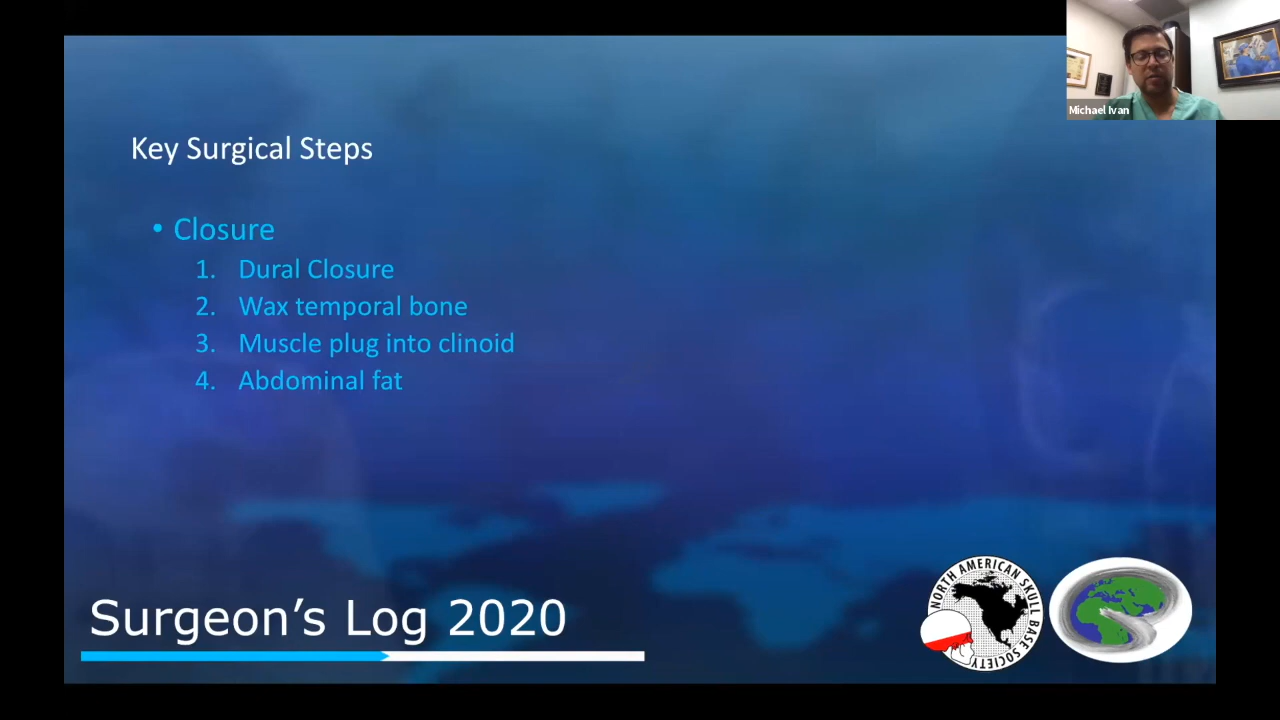 Michael Ivan
Key Surgical Steps
• Closure
1. Dural Closure
2. Wax temporal bone
3. Muscle plug into clinoid
4. Abdominal fat
Surgeon’s Log 2020
NORTH AMERICAN SKULL BASE SOCIETY